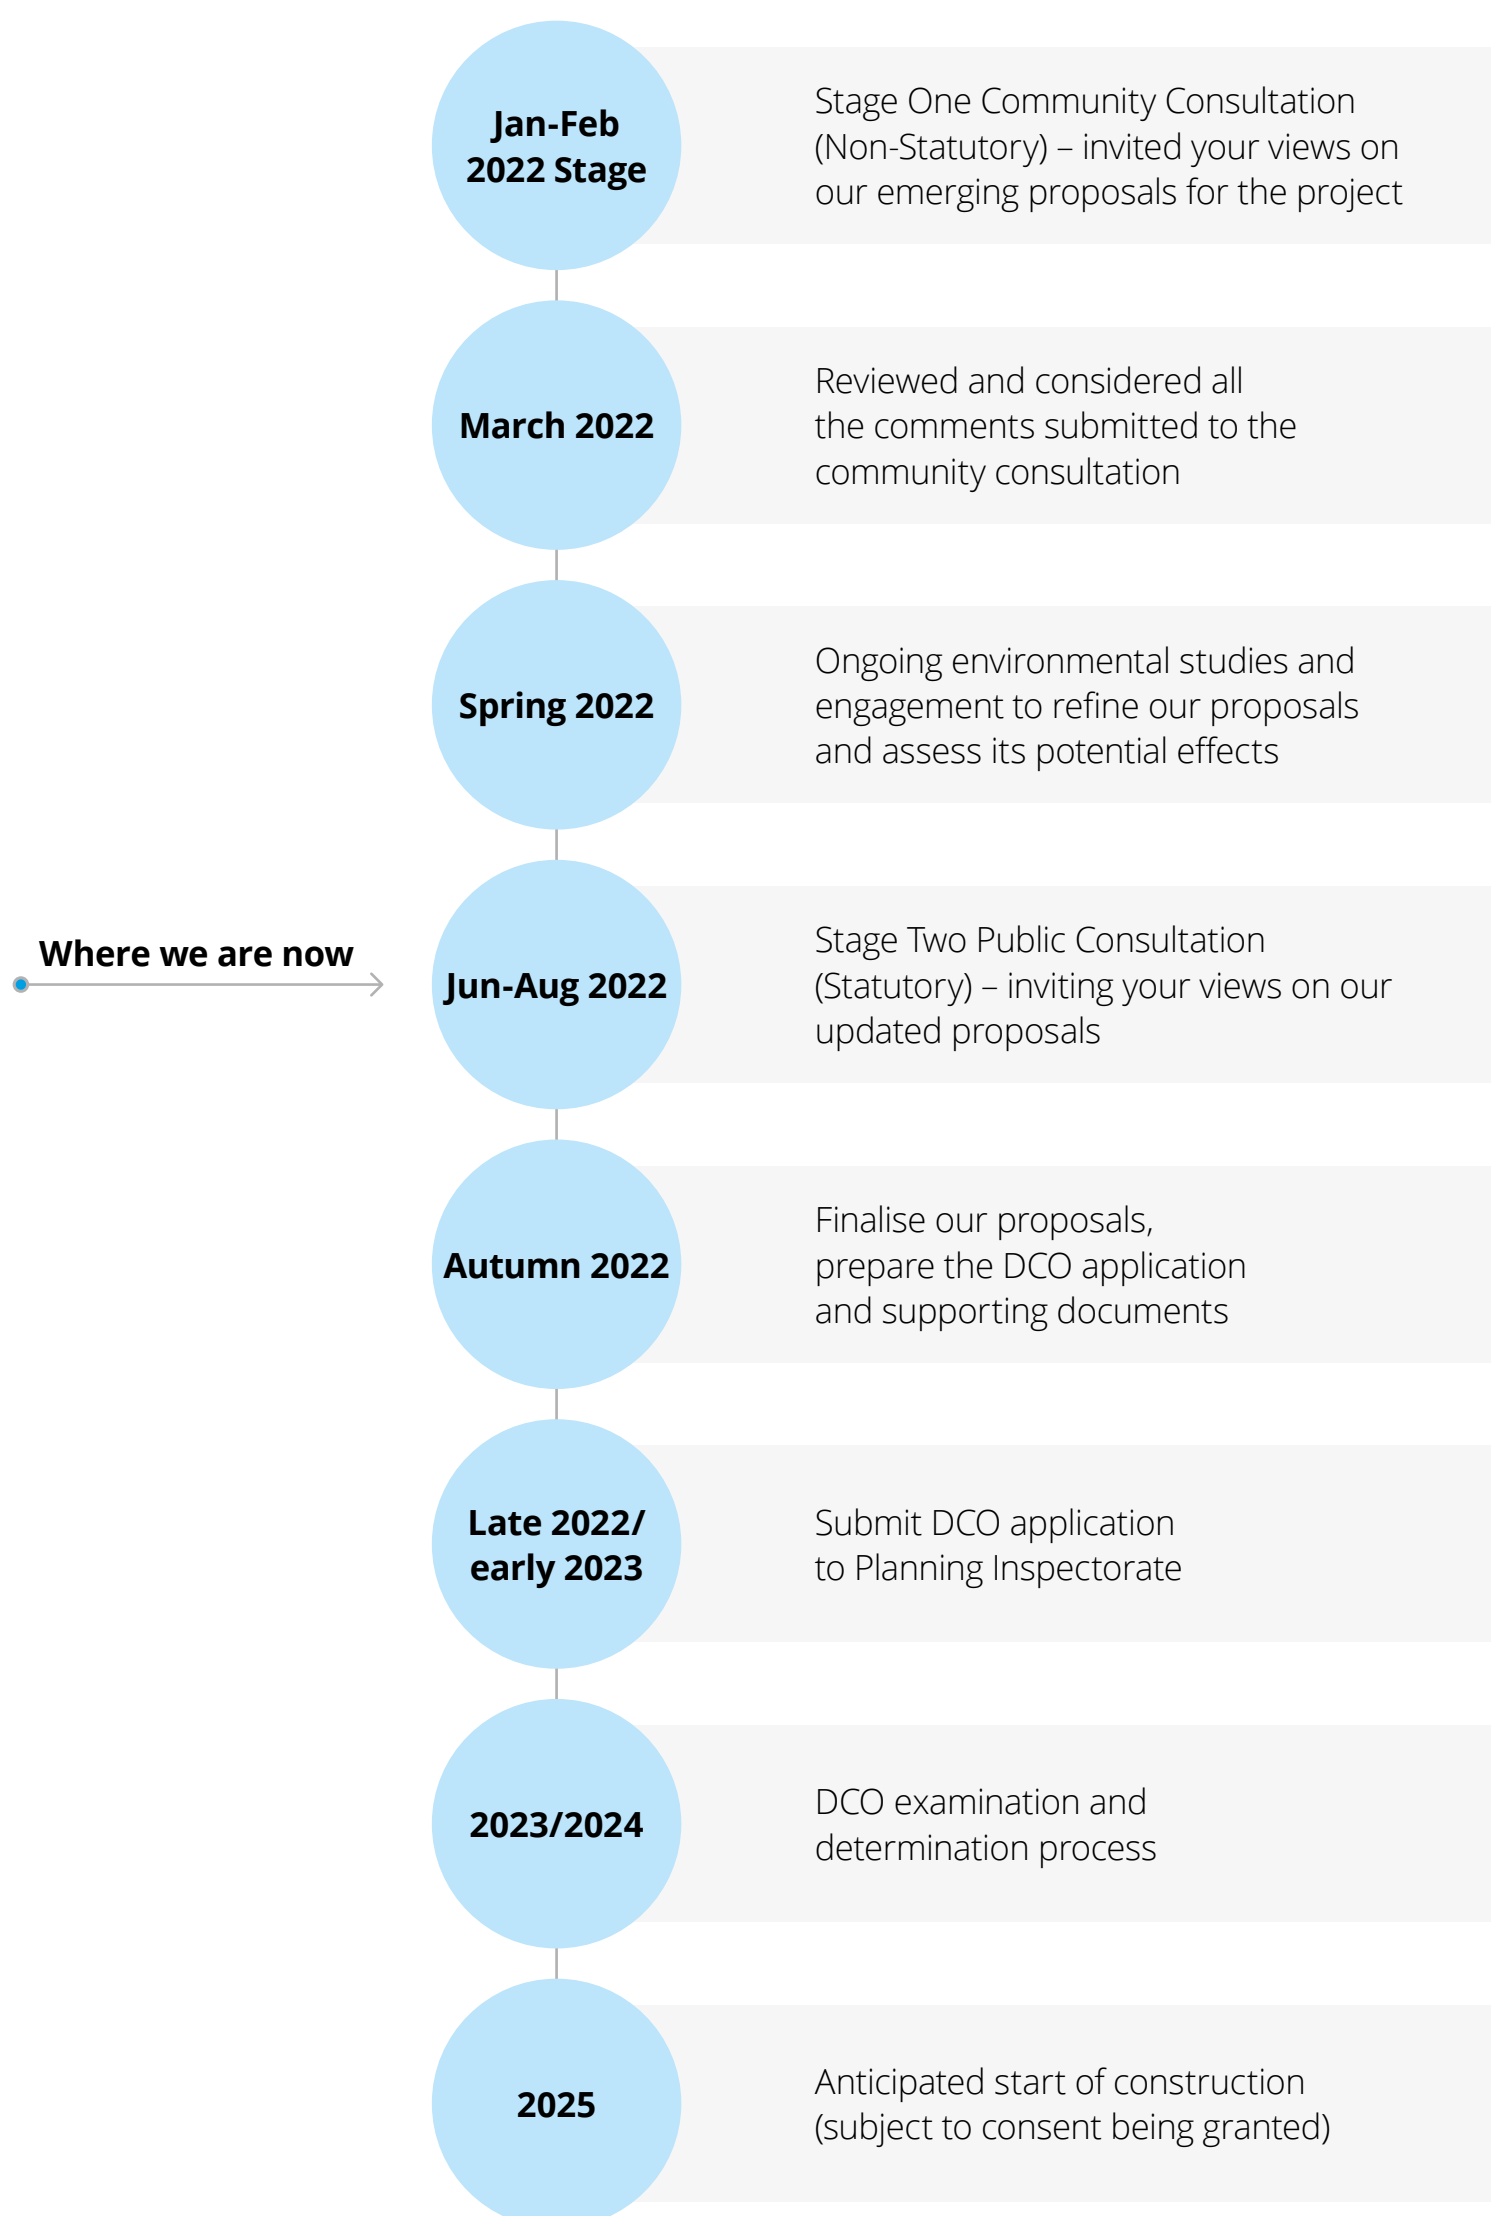 Jan-Feb
2022 Stage
Stage One Community Consultation
(Non-Statutory) – invited your views on
our emerging proposals for the project
March 2022
Reviewed and considered all
the comments submitted to the
community consultation
Spring 2022
Ongoing environmental studies and
engagement to refine our proposals
and assess its potential effects
Where we are now
Jun-Aug 2022
Stage Two Public Consultation
(Statutory) – inviting your views on our
updated proposals
Autumn 2022
Finalise our proposals,
prepare the DCO application
and supporting documents
Late 2022/
early 2023
Submit DCO application
to Planning Inspectorate
2023/2024
DCO examination and
determination process
2025
Anticipated start of construction
(subject to consent being granted)